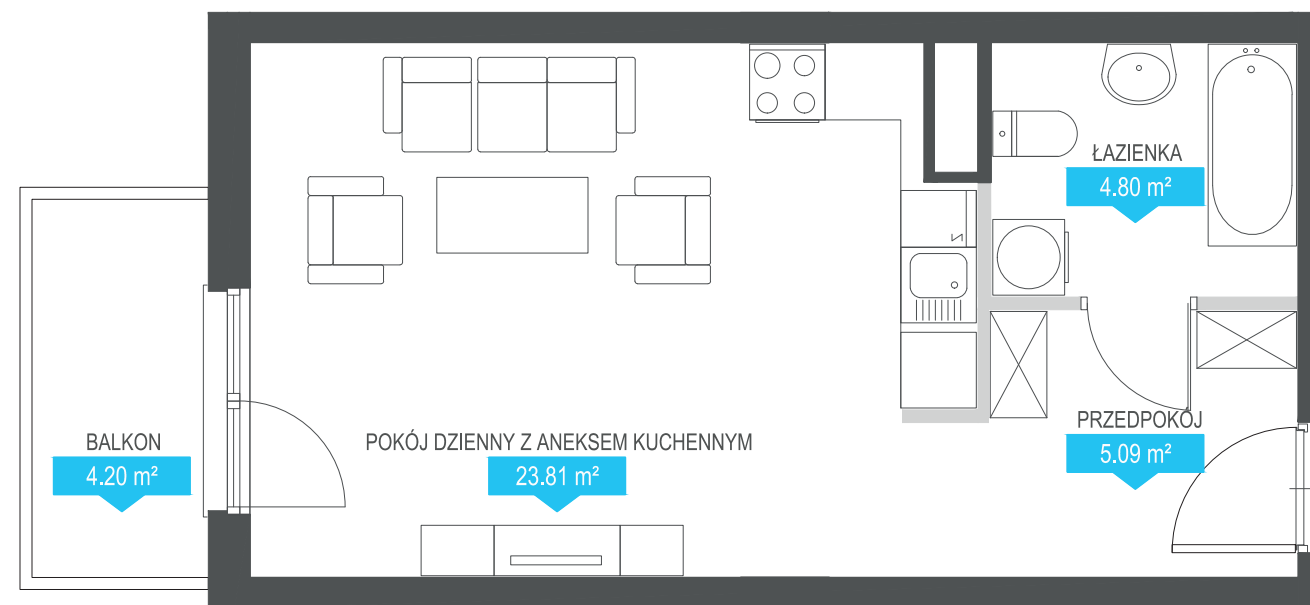 ŁAZIENKA
4.80 m²
PRZEDPOKÓJ
5.09 m²
BALKON
4.20 m²
POKÓJ DZIENNY Z ANEKSEM KUCHENNYM
23.81 m²